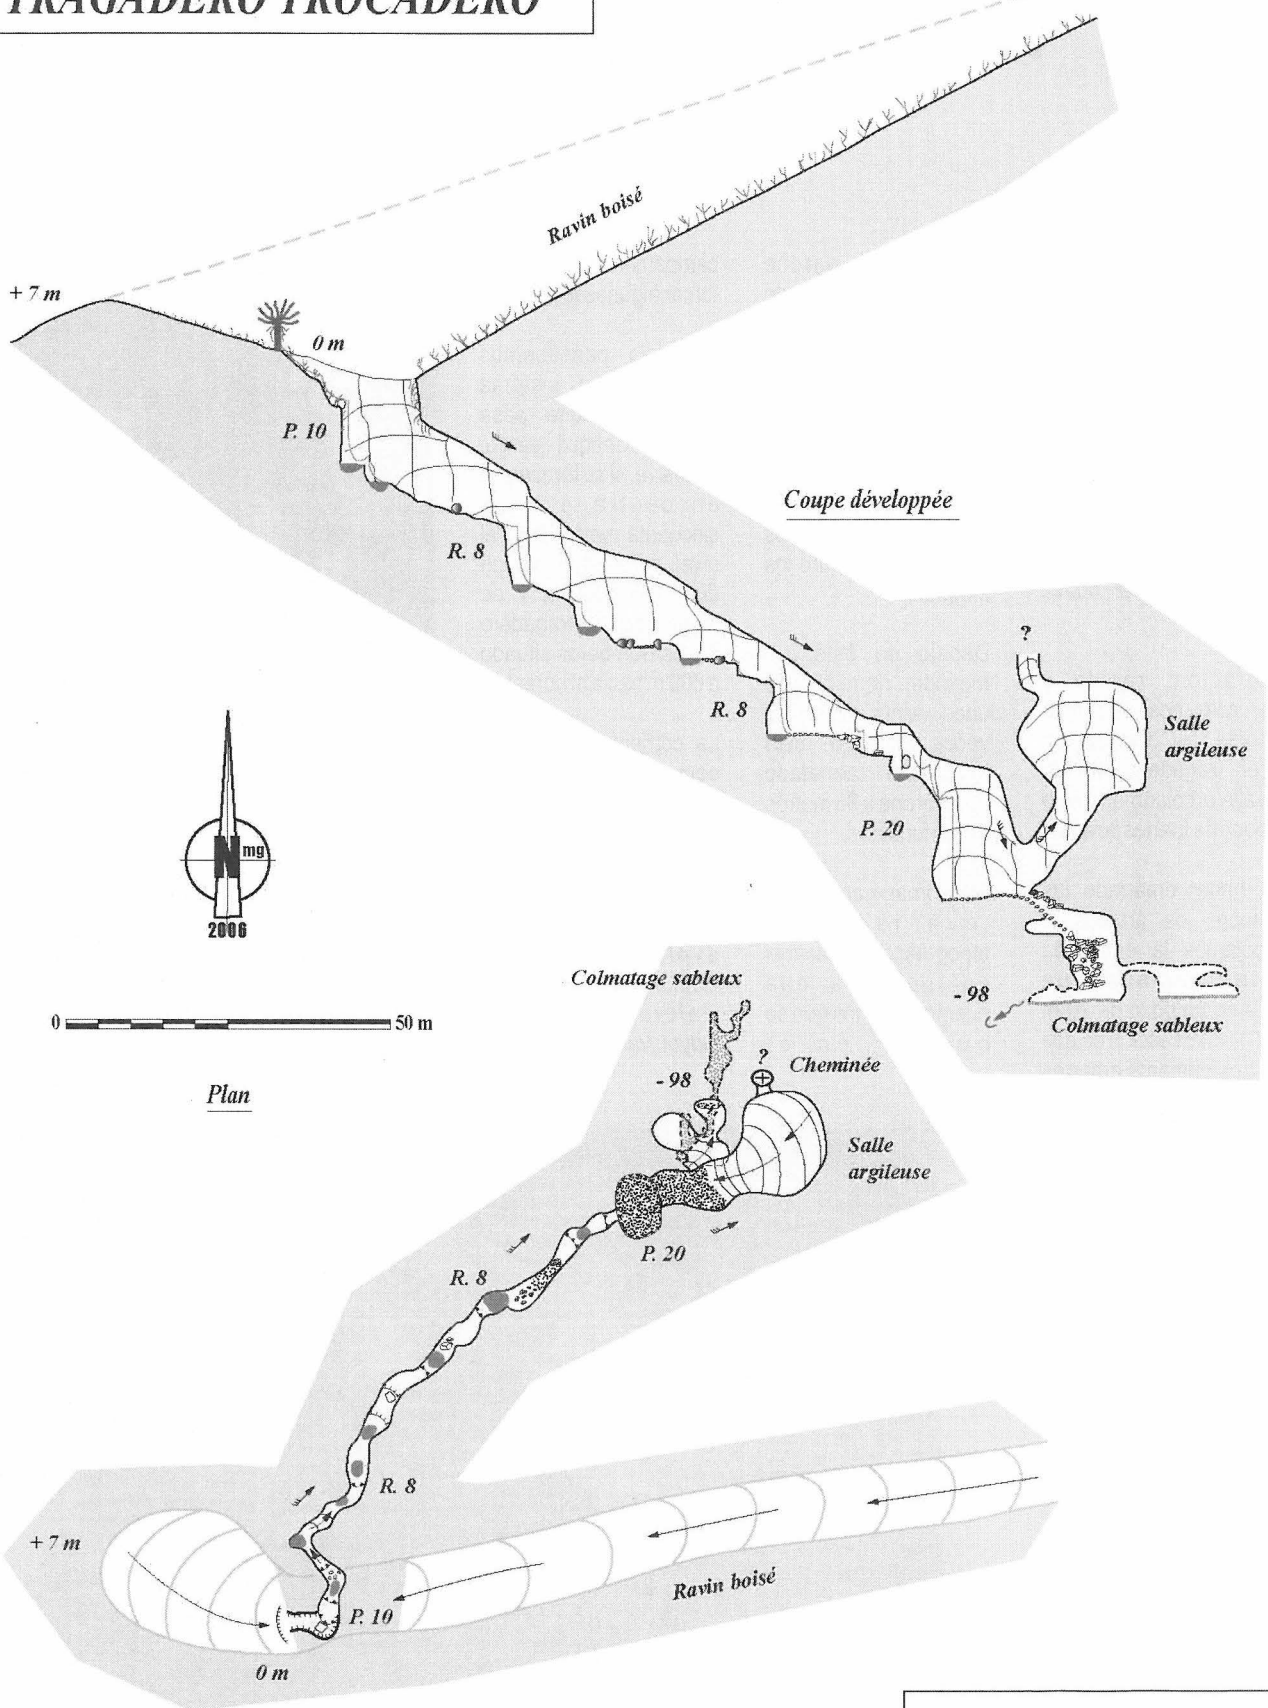 TRAGADERO TROCADERO
Ravin boisé
+ 7 m
0 m
P. 10
Coupe développée
R. 8
?
R. 8
Salle
argileuse
P. 20
N mg
2006
- 98
Colmatage sableux
0 50 m
Colmatage sableux
Plan
- 98
?
Cheminée
Salle
argileuse
P. 20
R. 8
R. 8
+ 7 m
Ravin boisé
P. 10
0 m